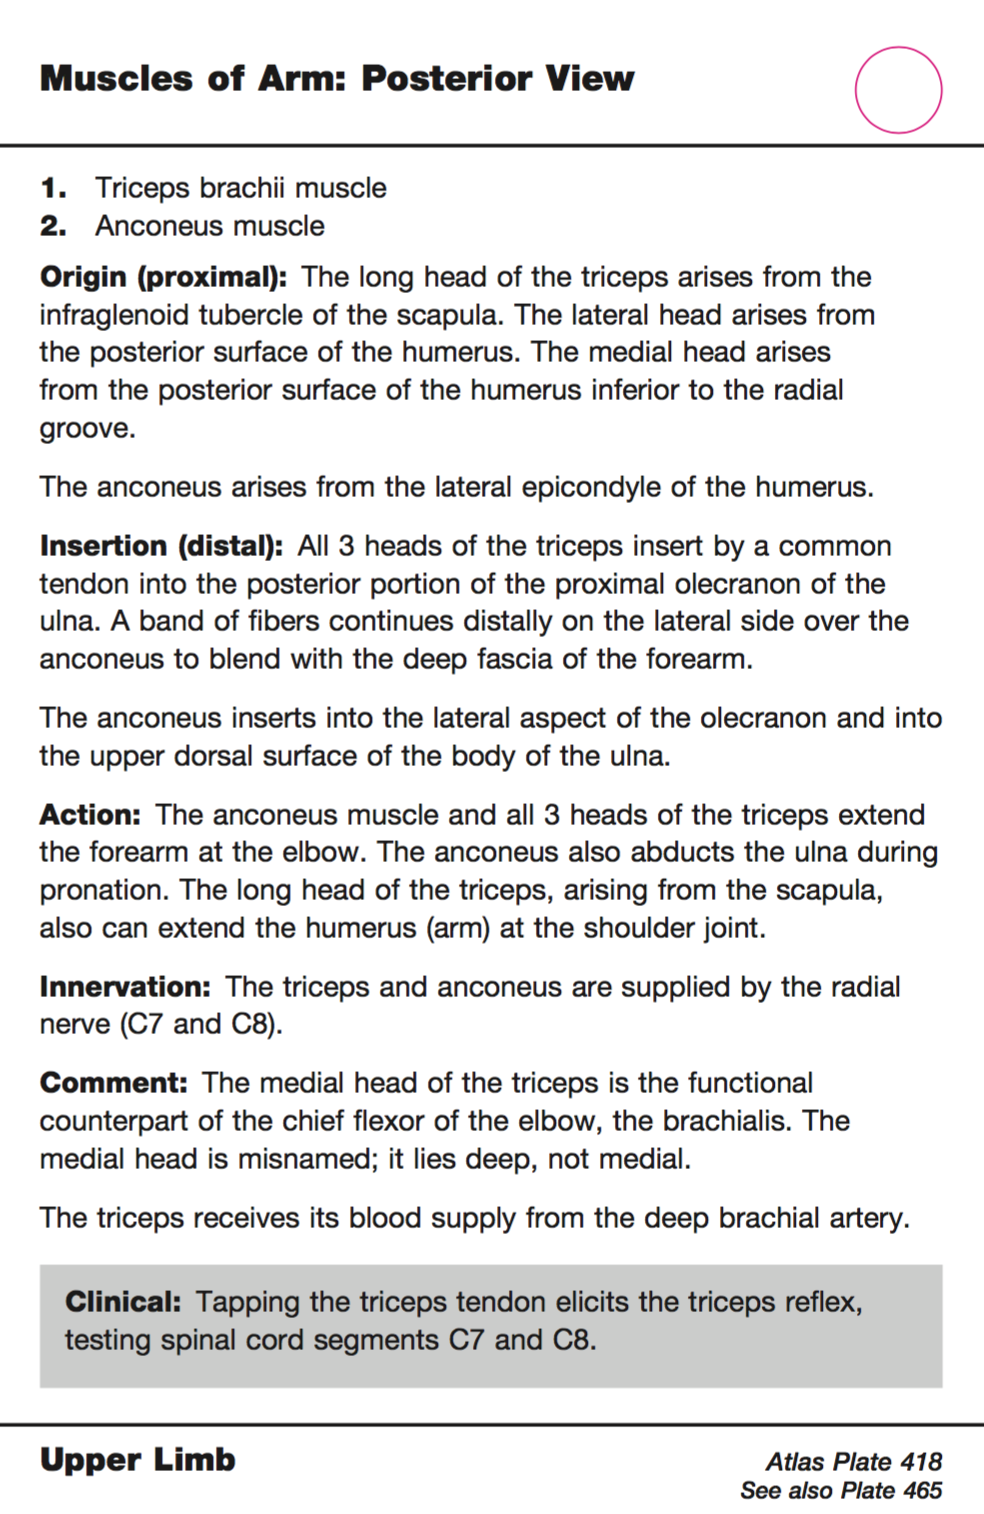 Muscles of Arm: Posterior View
1. Triceps brachii muscle
2. Anconeus muscle
Origin (proximal): The long head of the triceps arises from the
infraglenoid tubercle of the scapula. The lateral head arises from
the posterior surface of the humerus. The medial head arises
from the posterior surface of the humerus inferior to the radial
groove.
The anconeus arises from the lateral epicondyle of the humerus.
Insertion (distal): All 3 heads of the triceps insert by a common
tendon into the posterior portion of the proximal olecranon of the
ulna. A band of fibers continues distally on the lateral side over the
anconeus to blend with the deep fascia of the forearm.
The anconeus inserts into the lateral aspect of the olecranon and into
the upper dorsal surface of the body of the ulna.
Action: The anconeus muscle and all 3 heads of the triceps extend
the forearm at the elbow. The anconeus also abducts the ulna during
pronation. The long head of the triceps, arising from the scapula,
also can extend the humerus (arm) at the shoulder joint.
Innervation: The triceps and anconeus are supplied by the radial
nerve (C7 and C8).
Comment: The medial head of the triceps is the functional
counterpart of the chief flexor of the elbow, the brachialis. The
medial head is misnamed; it lies deep, not medial.
The triceps receives its blood supply from the deep brachial artery.
Clinical: Tapping the triceps tendon elicits the triceps reflex,
testing spinal cord segments C7 and C8.
Upper Limb
Atlas Plate 418
See also Plate 465